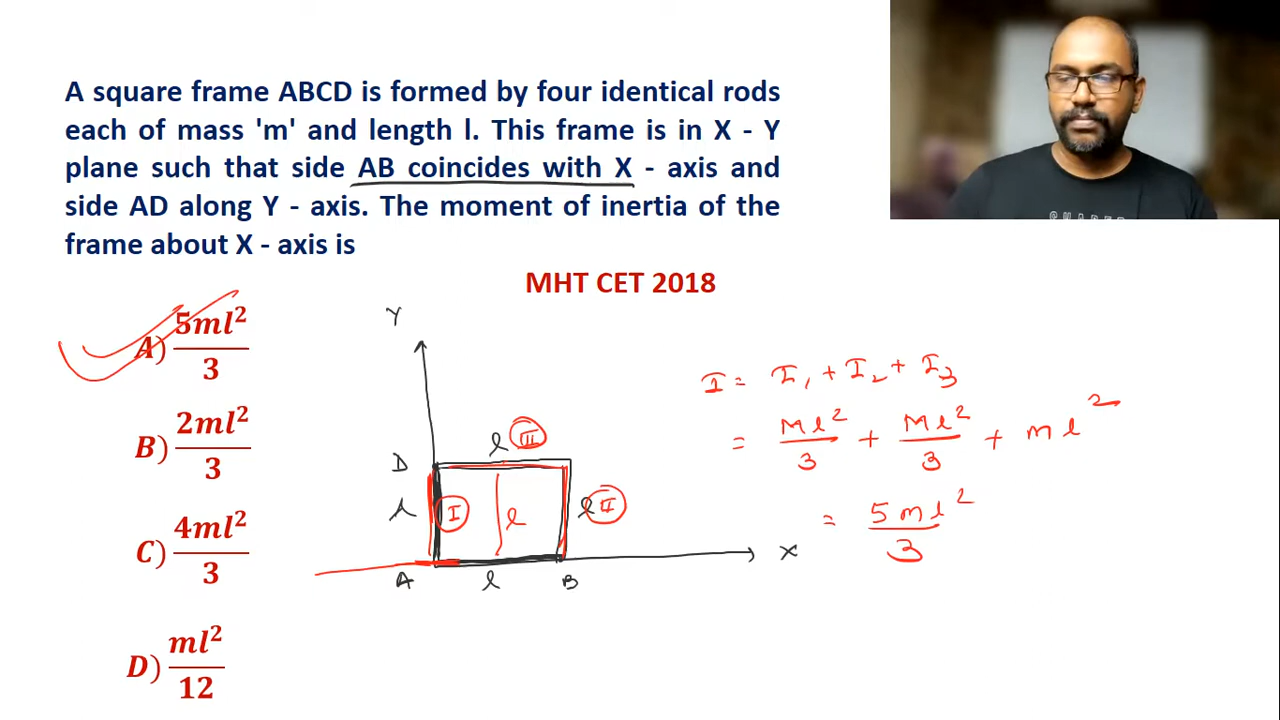 A square frame ABCD is formed by four identical rods
each of mass 'm' and length l. This frame is in X - Y
plane such that side AB coincides with X - axis and
side AD along Y - axis. The moment of inertia of the
frame about X - axis is
MHT CET 2018
A) 5ml²/3
B) 2ml²/3
C) 4ml²/3
D) ml²/12
Y
l III
D
l I l l II
A l B
X
I = I₁ + I₂ + I₃
= Ml²/3 + Ml²/3 + ml²
= 5ml²/3